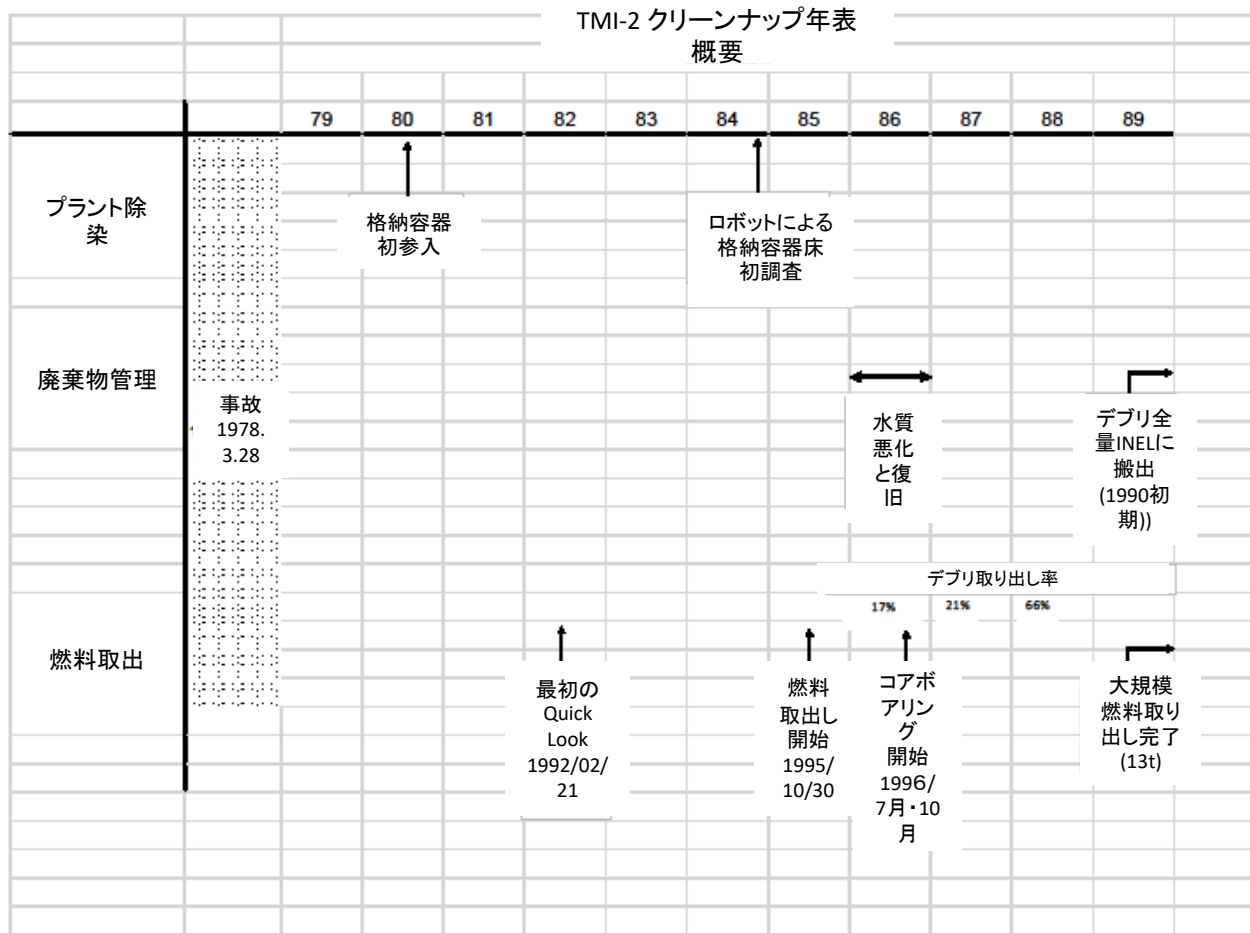 TMI-2 クリーンナップ年表
概要
79 80 81 82 83 84 85 86 87 88 89
プラント除
染
格納容器
初参入
ロボットによる
格納容器床
初調査
廃棄物管理
事故
1978.
3.28
水質
悪化
と復
旧
デブリ全
量INELに
搬出
(1990初
期))
デブリ取り出し率
17% 21% 66%
燃料取出
最初の
Quick
Look
1992/02/
21
燃料
取出し
開始
1995/
10/30
コアボ
アリン
グ
開始
1996/
7月・10
月
大規模
燃料取り
出し完了
(13t)